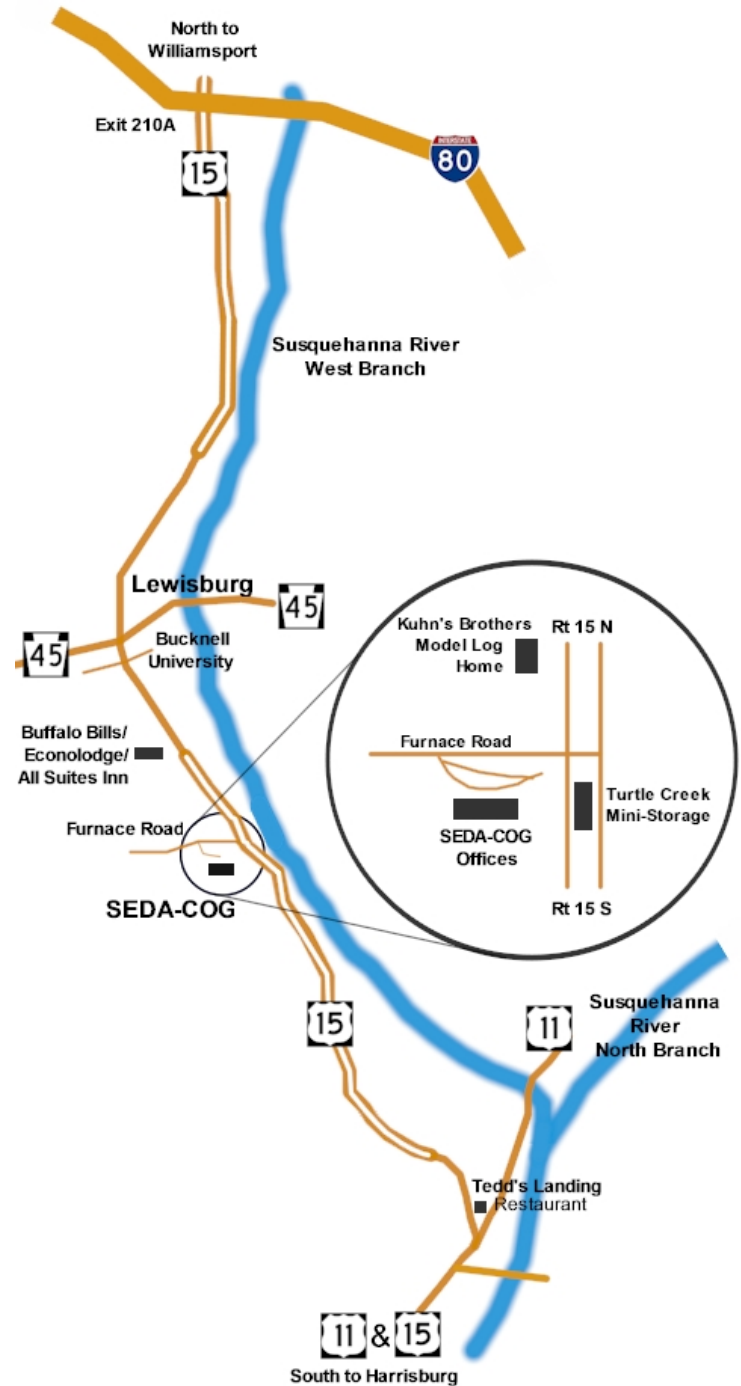 North to
Williamsport
Exit 210A
INTERSTATE
80
15
Susquehanna River
West Branch
Lewisburg
45
45
Bucknell
University
Kuhn's Brothers
Model Log
Home
Rt 15 N
Buffalo Bills/
Econolodge/
All Suites Inn
Furnace Road
Turtle Creek
Mini-Storage
SEDA-COG
Offices
Rt 15 S
Furnace Road
SEDA-COG
15
11
Susquehanna
River
North Branch
Tedd's Landing
Restaurant
11 & 15
South to Harrisburg